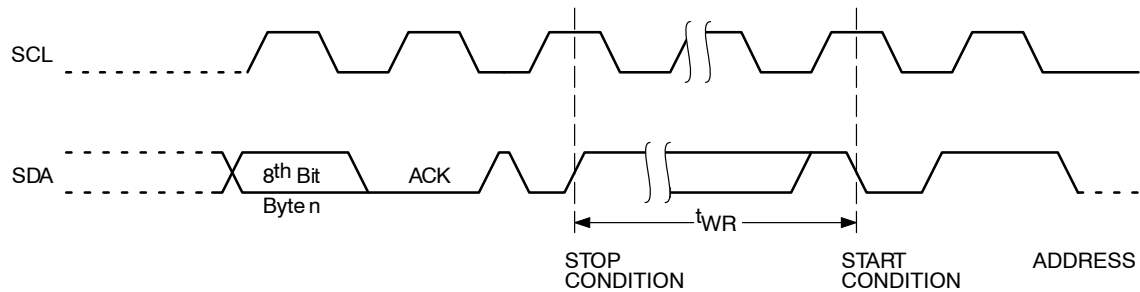 SCL
SDA
8th Bit
Byte n
ACK
tWR
STOP
CONDITION
START
CONDITION
ADDRESS